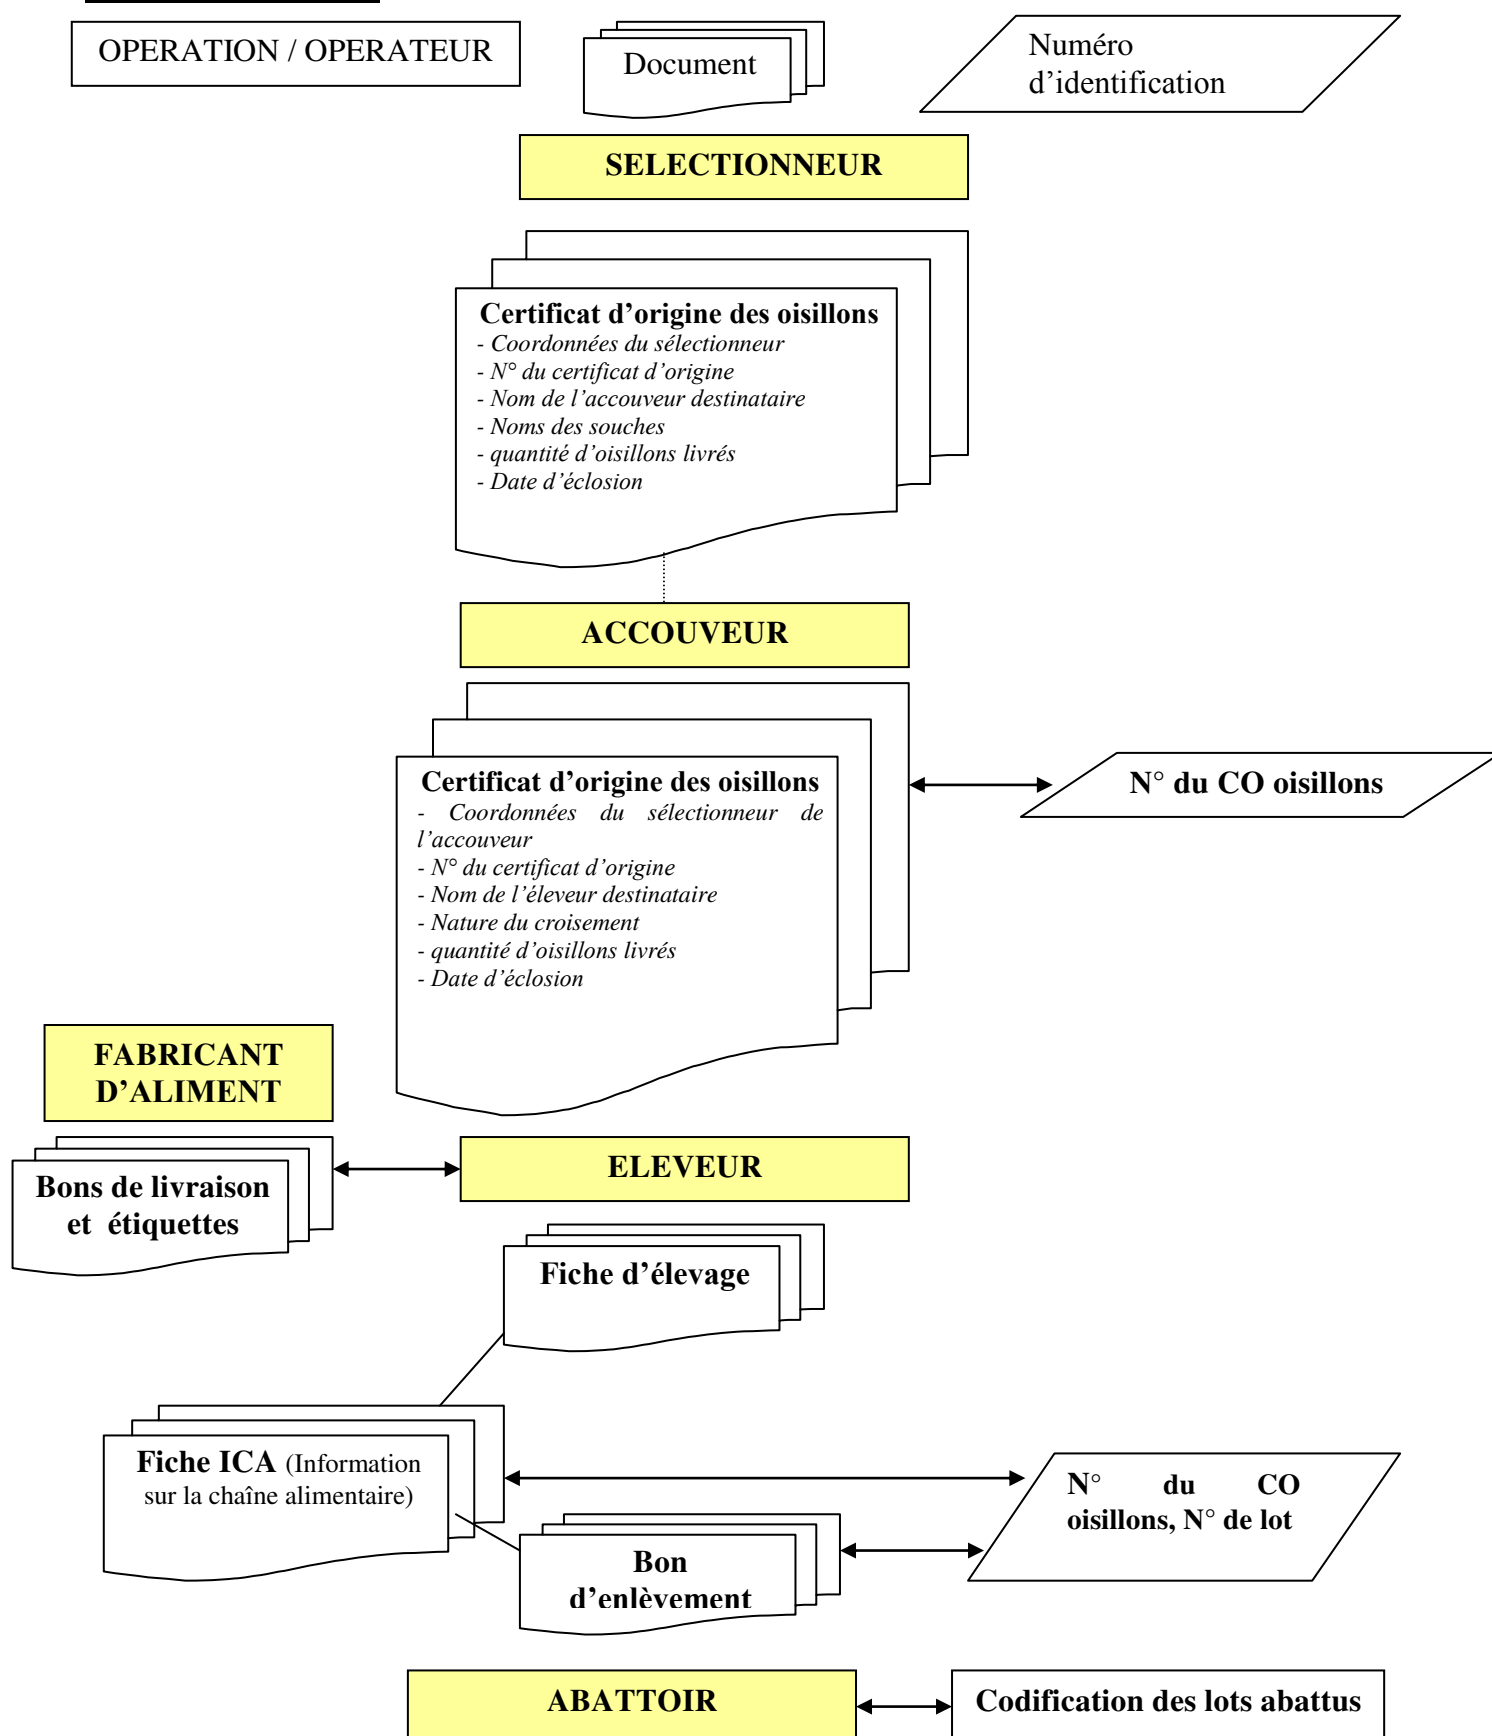 OPERATION / OPERATEUR
Document
Numéro
d’identification
SELECTIONNEUR
Certificat d’origine des oisillons
- Coordonnées du sélectionneur
- N° du certificat d’origine
- Nom de l’accouveur destinataire
- Noms des souches
- quantité d’oisillons livrés
- Date d’éclosion
ACCOUVEUR
Certificat d’origine des oisillons
- Coordonnées du sélectionneur de
l’accouveur
- N° du certificat d’origine
- Nom de l’éleveur destinataire
- Nature du croisement
- quantité d’oisillons livrés
- Date d’éclosion
N° du CO oisillons
FABRICANT
D’ALIMENT
Bons de livraison
et étiquettes
ELEVEUR
Fiche d’élevage
Fiche ICA (Information
sur la chaîne alimentaire)
N° du CO
oisillons, N° de lot
Bon
d’enlèvement
ABATTOIR
Codification des lots abattus